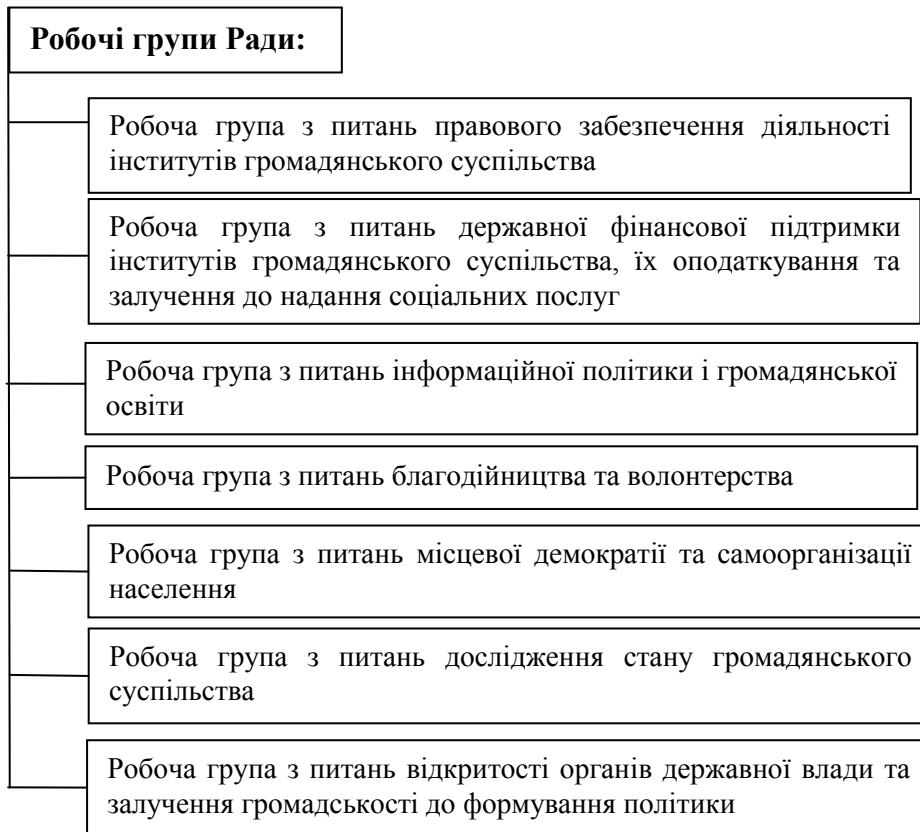 Робочі групи Ради:
Робоча група з питань правового забезпечення діяльності
інститутів громадянського суспільства
Робоча група з питань державної фінансової підтримки
інститутів громадянського суспільства, їх оподаткування та
залучення до надання соціальних послуг
Робоча група з питань інформаційної політики і громадянської
освіти
Робоча група з питань благодійництва та волонтерства
Робоча група з питань місцевої демократії та самоорганізації
населення
Робоча група з питань дослідження стану громадянського
суспільства
Робоча група з питань відкритості органів державної влади та
залучення громадськості до формування політики